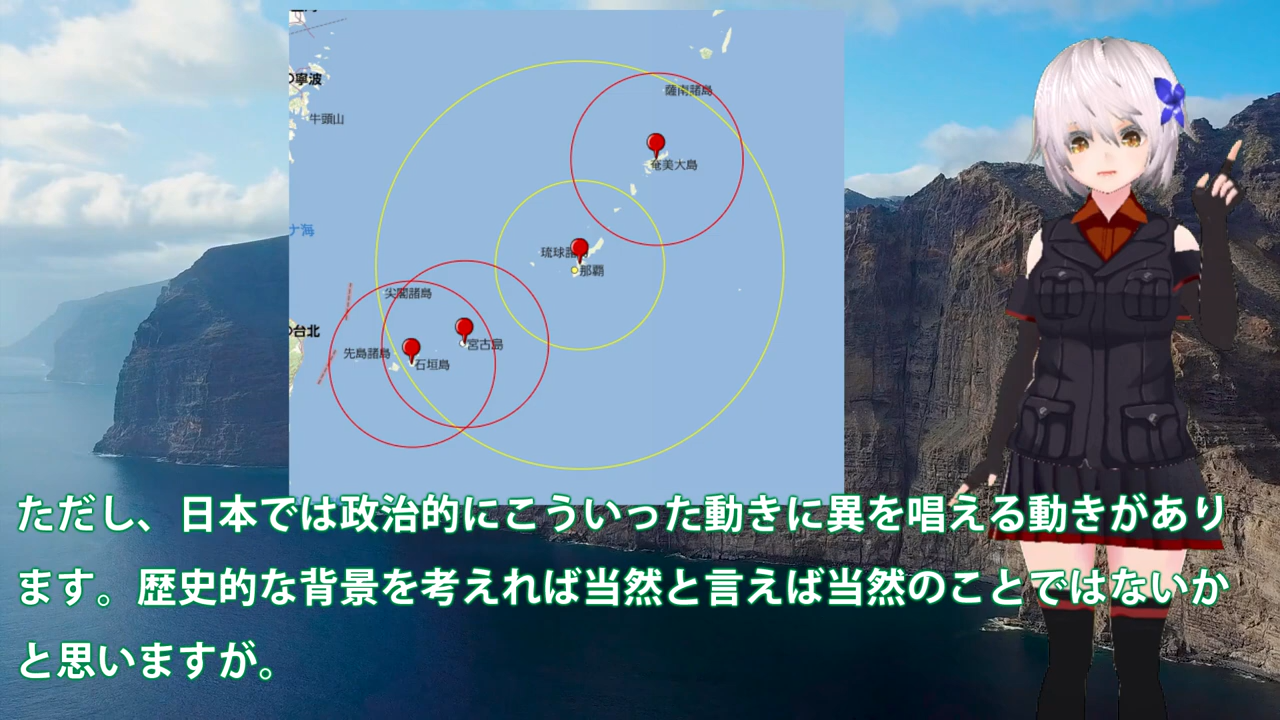 寧波
牛頭山
薩南諸島
奄美大島
ナ海
琉球諸
那覇
尖閣諸島
台北
宮古島
先島諸島
石垣島
ただし、日本では政治的にこういった動きに異を唱える動きがあり
ます。歴史的な背景を考えれば当然と言えば当然のことではないか
と思いますが。